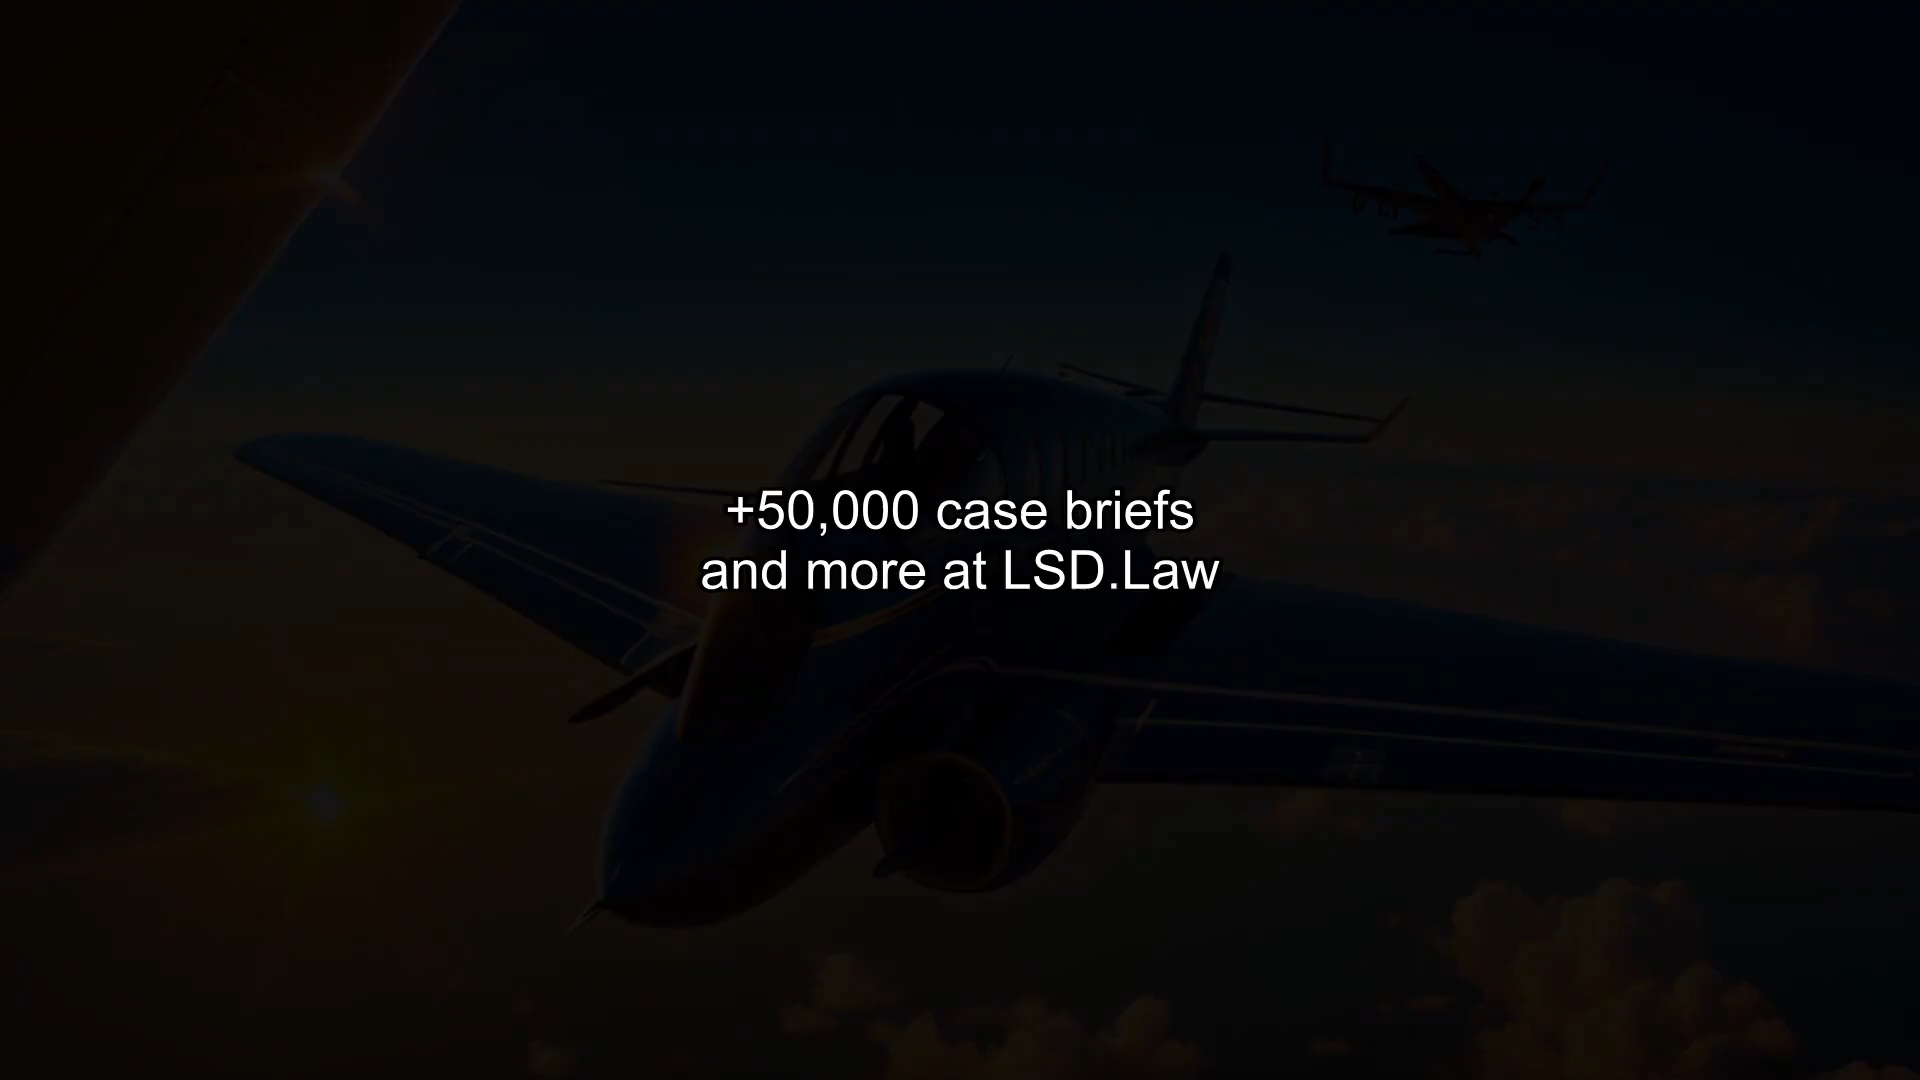 +50,000 case briefs
and more at LSD.Law